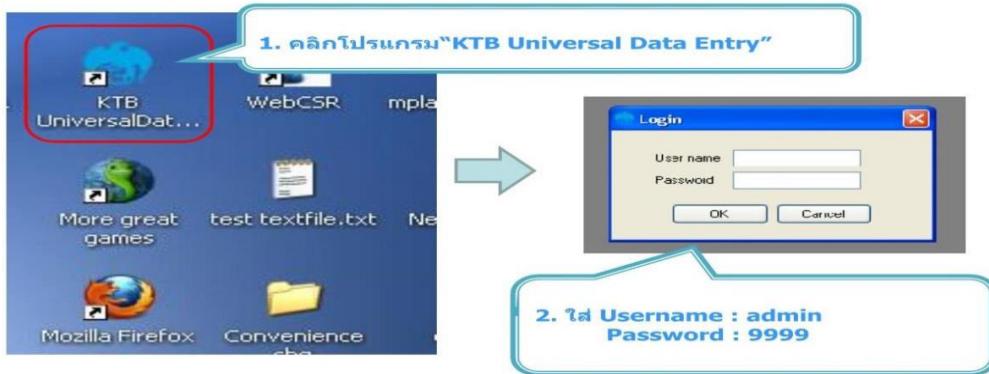 1. คลิกโปรแกรม"KTB Universal Data Entry"
KTB
UniversalDat...
WebCSR
More great
games
test textfile.txt
Mozilla Firefox
Convenience
Login
User name
Password
OK
Cancel
2. ใส่ Username : admin
Password : 9999